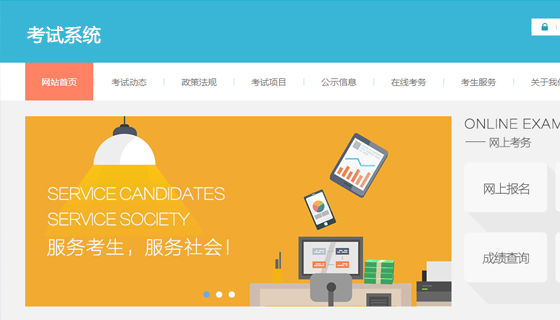 考试系统
网站首页
考试动态
政策法规
考试项目
公示信息
在线考务
考生服务
关于我
SERVICE CANDIDATES
SERVICE SOCIETY
服务考生，服务社会！
ONLINE EXAM
网上考务
网上报名
成绩查询